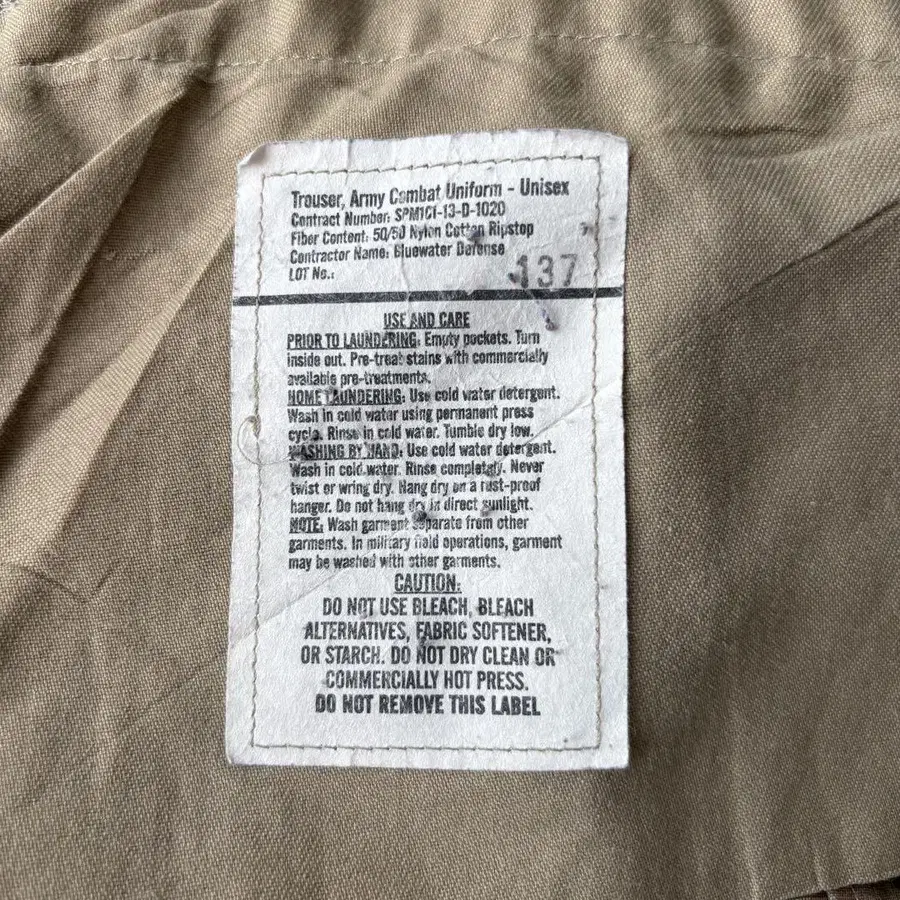 Trouser, Army Combat Uniform - Unisex
Contract Number: SPM1C1-13-D-1020
Fiber Content: 50/50 Nylon Cotton Ripstop
Contractor Name: Bluewater Defense
LOT No.: 137
USE AND CARE
PRIOR TO LAUNDERING: Empty pockets. Turn
inside out. Pre-treat stains with commercially
available pre-treatments.
HOME LAUNDERING: Use cold water detergent.
Wash in cold water using permanent press
cycle. Rinse in cold water. Tumble dry low.
WASHING BY HAND: Use cold water detergent.
Wash in cold water. Rinse completely. Never
twist or wring dry. Hang dry on a rust-proof
hanger. Do not hang dry in direct sunlight.
NOTE: Wash garment separate from other
garments. In military field operations, garment
may be washed with other garments.
CAUTION:
DO NOT USE BLEACH, BLEACH
ALTERNATIVES, FABRIC SOFTENER,
OR STARCH. DO NOT DRY CLEAN OR
COMMERCIALLY HOT PRESS.
DO NOT REMOVE THIS LABEL